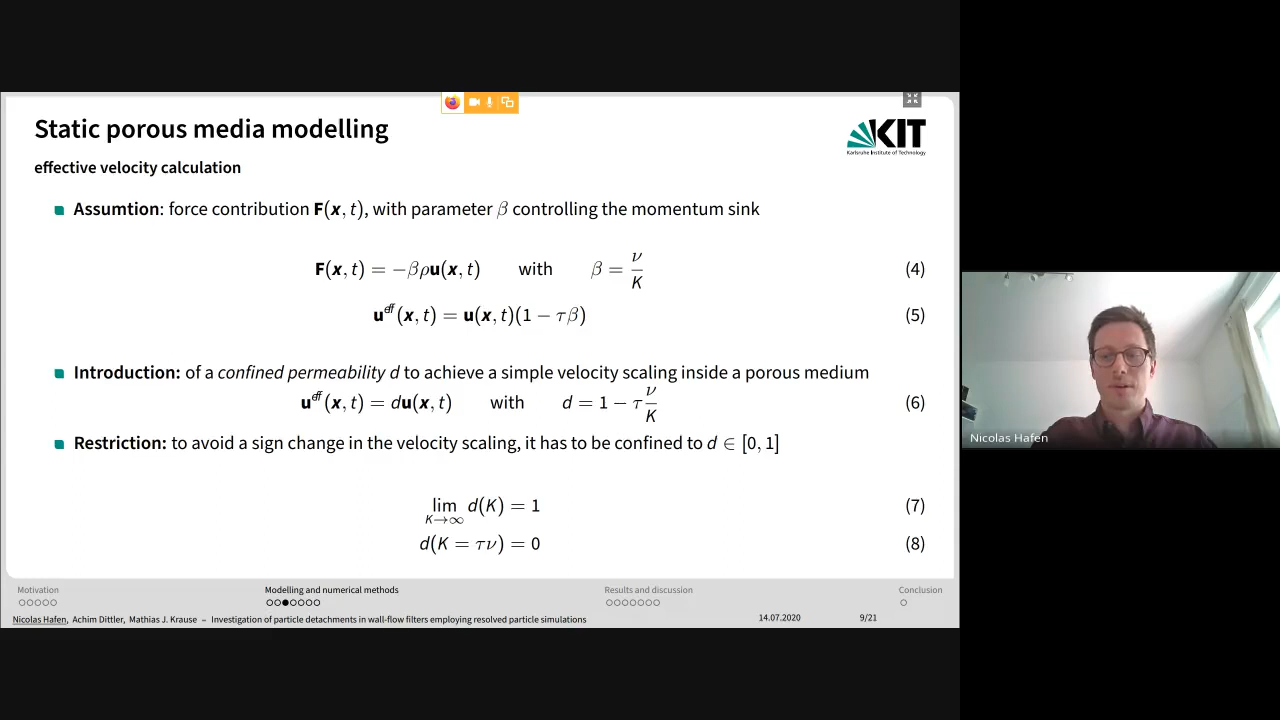 Static porous media modelling
KIT
Karlsruhe Institute of Technology
effective velocity calculation
Assumtion: force contribution F(x, t), with parameter β controlling the momentum sink
F(x, t) = −βρu(x, t) with β = ν/K (4)
u^eff(x, t) = u(x, t)(1 − τβ) (5)
Introduction: of a confined permeability d to achieve a simple velocity scaling inside a porous medium
u^eff(x, t) = du(x, t) with d = 1 − τ ν/K (6)
Restriction: to avoid a sign change in the velocity scaling, it has to be confined to d ∈ [0, 1]
lim K→∞ d(K) = 1 (7)
d(K = τν) = 0 (8)
Nicolas Hafen
Motivation Modelling and numerical methods Results and discussion Conclusion
Nicolas Hafen, Achim Dittler, Mathias J. Krause – Investigation of particle detachments in wall-flow filters employing resolved particle simulations 14.07.2020 9/21